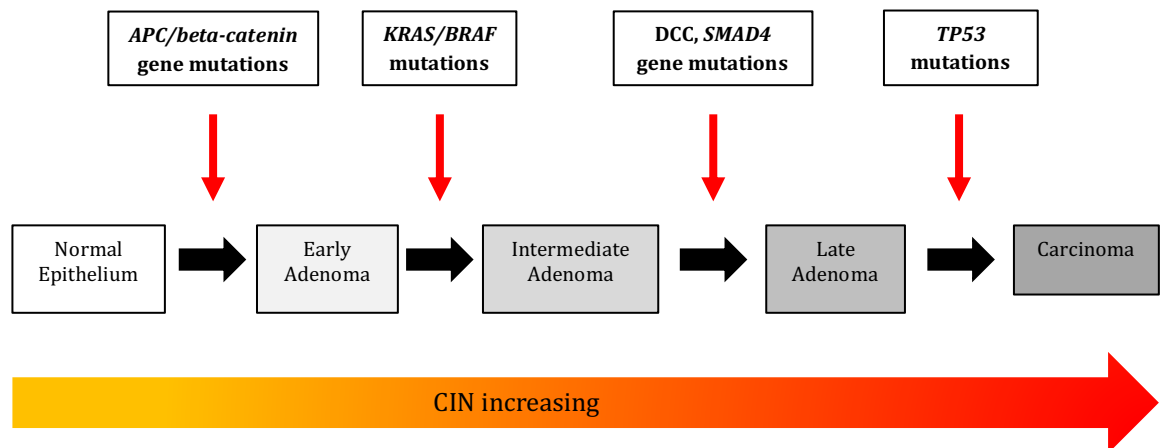 APC/beta-catenin
gene mutations
KRAS/BRAF
mutations
DCC, SMAD4
gene mutations
TP53
mutations
Normal
Epithelium
Early
Adenoma
Intermediate
Adenoma
Late
Adenoma
Carcinoma
CIN increasing